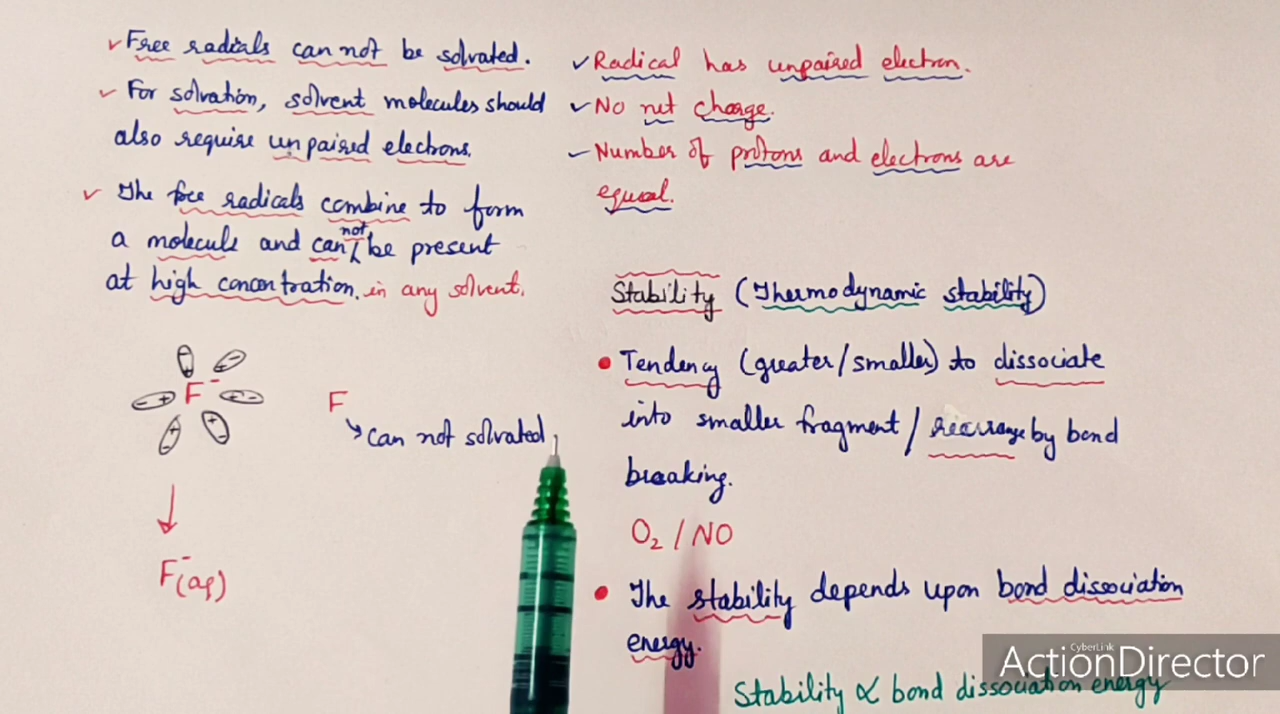 Free radials can not be solvated.
For solvation, solvent molecules should
also require unpaired electrons.
The free radicals combine to form
a molecule and can not be present
at high concentration. in any solvent.
F⁻
F
can not solvated
F⁻(aq)
Radical has unpaired electron.
No net charge.
Number of protons and electrons are
equal.
Stability (Thermodynamic stability)
Tendency (greater/smaller) to dissociate
into smaller fragment / rearrange by bond
breaking.
O₂ / NO
The stability depends upon bond dissociation
energy.
Stability ∝ bond dissociation energy
CyberLink
ActionDirector